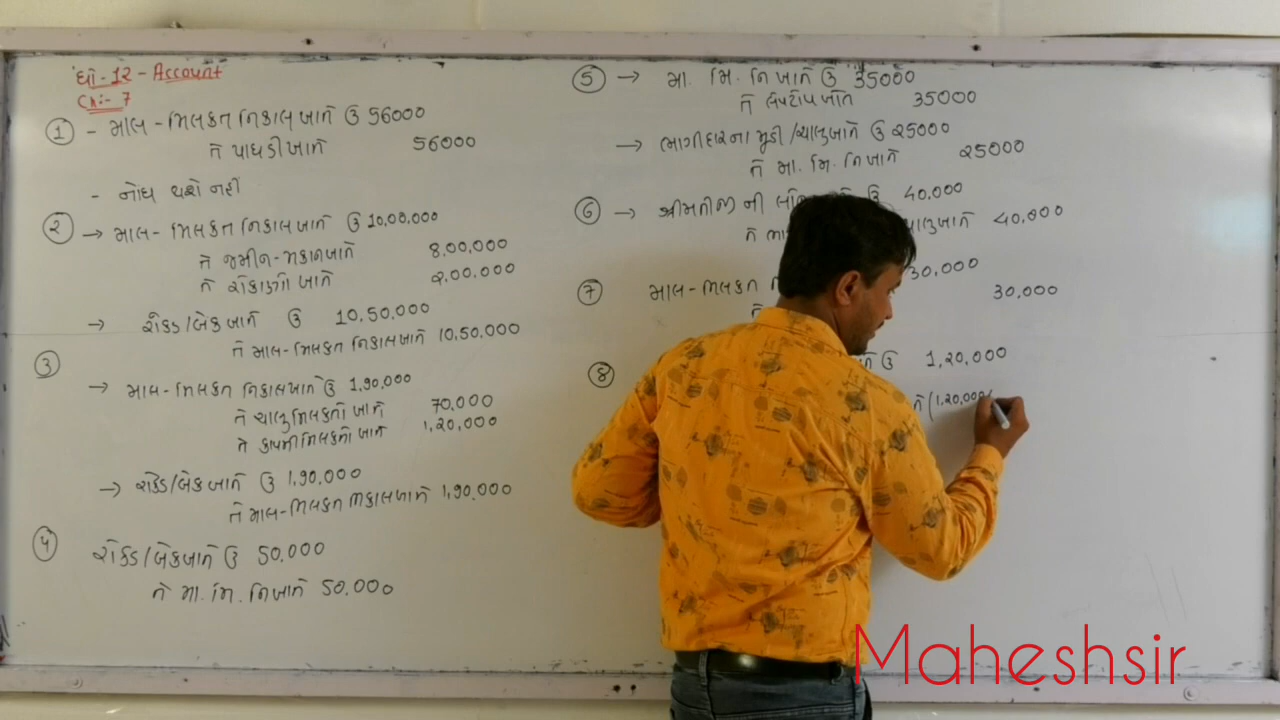 ધો-12-Account
Ch:- 7
① - માલ-મિલકત નિકાલ ખાતે ઉ 56000
તે પાઘડી ખાતે 56000
- નોંધ થશે નહીં
② → માલ- મિલકત નિકાલ ખાતે ઉ 10,00,000
તે જમીન-મકાન ખાતે 8,00,000
તે રોકાણો ખાતે 2,00,000
→ રોકડ/બેંક ખાતે ઉ 10,50,000
તે માલ-મિલકત નિકાલ ખાતે 10,50,000
③
→ માલ-મિલકત નિકાલ ખાતે ઉ 1,90,000
તે ચાલુ મિલકતો ખાતે 70,000
તે કાયમી મિલકતો ખાતે 1,20,000
→ રોકડ/બેંક ખાતે ઉ 1,90,000
તે માલ-મિલકત નિકાલ ખાતે 1,90,000
④ રોકડ/બેંક ખાતે ઉ 50,000
તે મા. મિ. નિ ખાતે 50,000
⑤ → મા. મિ. નિ ખાતે ઉ 35000
તે લેપટોપ ખાતે 35000
→ ભાગીદારના મૂડી/ચાલુ ખાતે ઉ 25000
તે મા. મિ. નિ ખાતે 25000
⑥ → શ્રીમતીજી ની ઉ 40,000
તે ચાલુ ખાતે 40,000
⑦ માલ-મિલકત 30,000
30,000
⑧ ઉ 1,20,000
(1,20,000
Maheshsir